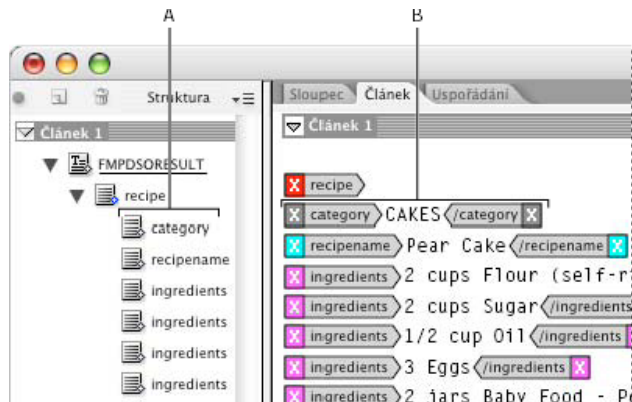 A
B
Struktura
Sloupec Článek Uspořádání
Článek 1
Článek 1
FMPDSORESULT
recipe
category
recipename
ingredients
ingredients
ingredients
ingredients
recipe
category CAKES /category
recipename Pear Cake /recipename
ingredients 2 cups Flour (self-r
ingredients 2 cups Sugar /ingredients
ingredients 1/2 cup Oil /ingredients
ingredients 3 Eggs /ingredients
ingredients 2 jars Baby Food -